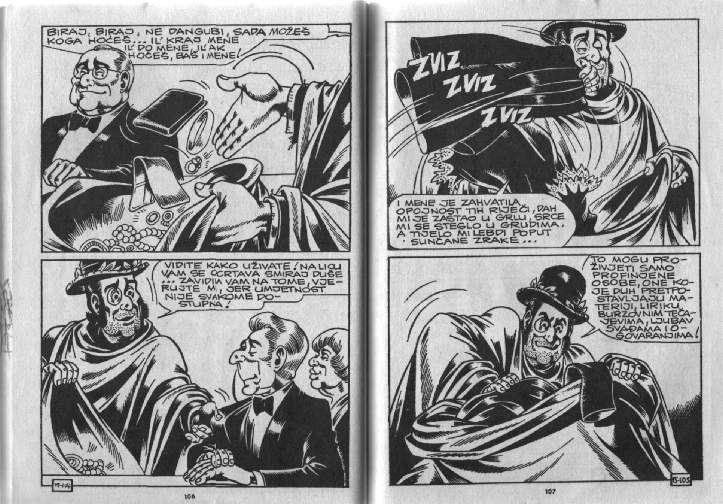 BIRAJ, BIRAJ, NE DANGUBI, SADA MOŽEŠ
KOGA HOĆEŠ... IL' KRAJ MENE
IL' DO MENE, IL' AK
HOĆEŠ, BAŠ I MENE!
VIDITE KAKO UŽIVATE! NA LICU
VAM SE OCRTAVA SMIRAJ DUŠE
... ZAVIDIM VAM NA TOME, VJE-
RUJTE MI, JER UMJETNOST
NIJE SVAKOME DO-
STUPNA!
106
ZVIZ
ZVIZ
ZVIZ
I MENE JE ZAHVATILA
OPOJNOST TIH RIJEČI, DAH
MI JE ZASTAO U GRLU, SRCE
MI SE STEGLO U GRUDIMA,
A TIJELO MI LEBDI POPUT
SUNČANE ZRAKE...
TO MOGU PRO-
ŽIVJETI SAMO
PROFINJENE
OSOBE, ONE KO-
JE DUH PRETPO-
STAVLJAJU MA-
TERIJI, LIRIKU
BURZOVNIM TEČA-
JEVIMA, LJUBAV
SVAĐAMA I O-
GOVARANJIMA!
107